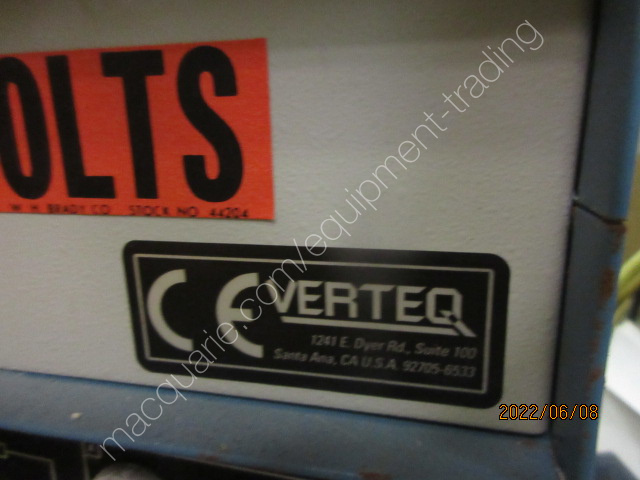 OLTS
W. H. BRADY CO. STOCK NO. 44204
CE VERTEQ
1241 E. Dyer Rd., Suite 100
Santa Ana, CA U.S.A. 92705-6533
macquarie.com/equipment-trading
2022/06/08